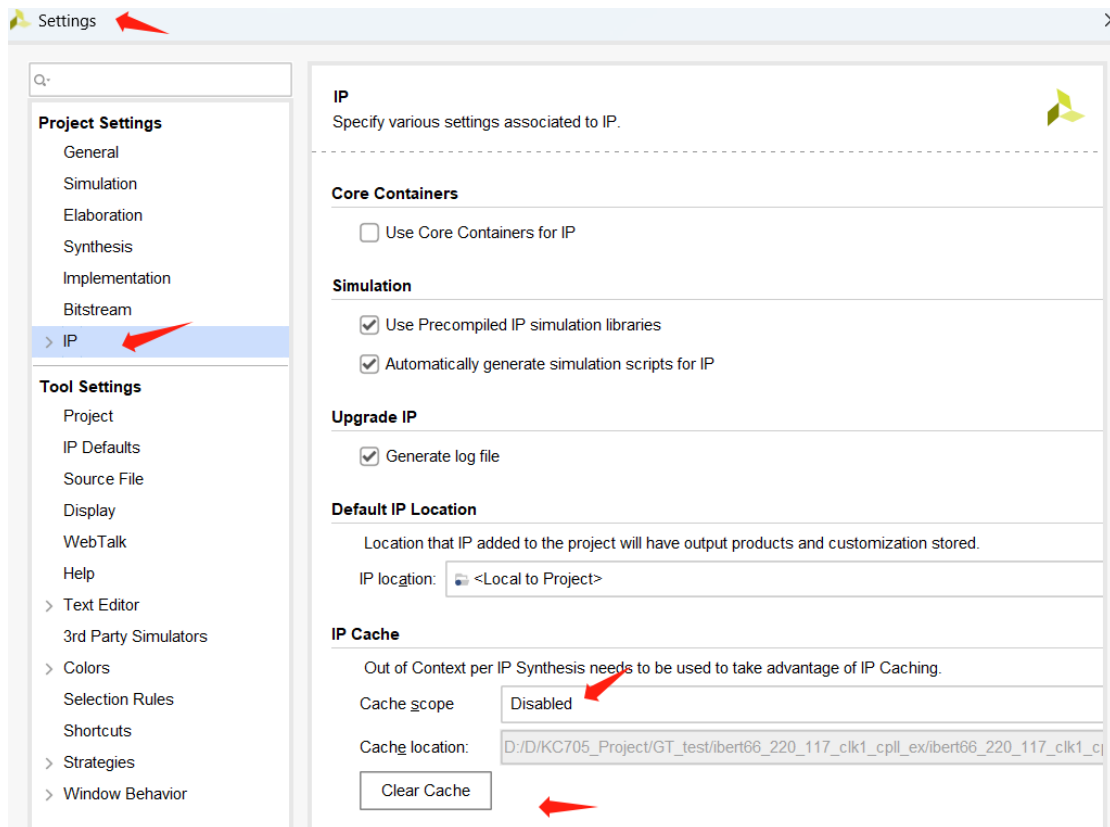 Settings
Project Settings
General
Simulation
Elaboration
Synthesis
Implementation
Bitstream
IP
Tool Settings
Project
IP Defaults
Source File
Display
WebTalk
Help
Text Editor
3rd Party Simulators
Colors
Selection Rules
Shortcuts
Strategies
Window Behavior
IP
Specify various settings associated to IP.
Core Containers
Use Core Containers for IP
Simulation
Use Precompiled IP simulation libraries
Automatically generate simulation scripts for IP
Upgrade IP
Generate log file
Default IP Location
Location that IP added to the project will have output products and customization stored.
IP location: <Local to Project>
IP Cache
Out of Context per IP Synthesis needs to be used to take advantage of IP Caching.
Cache scope Disabled
Cache location: D:/D/KC705_Project/GT_test/ibert66_220_117_clk1_cpll_ex/ibert66_220_117_clk1_c
Clear Cache